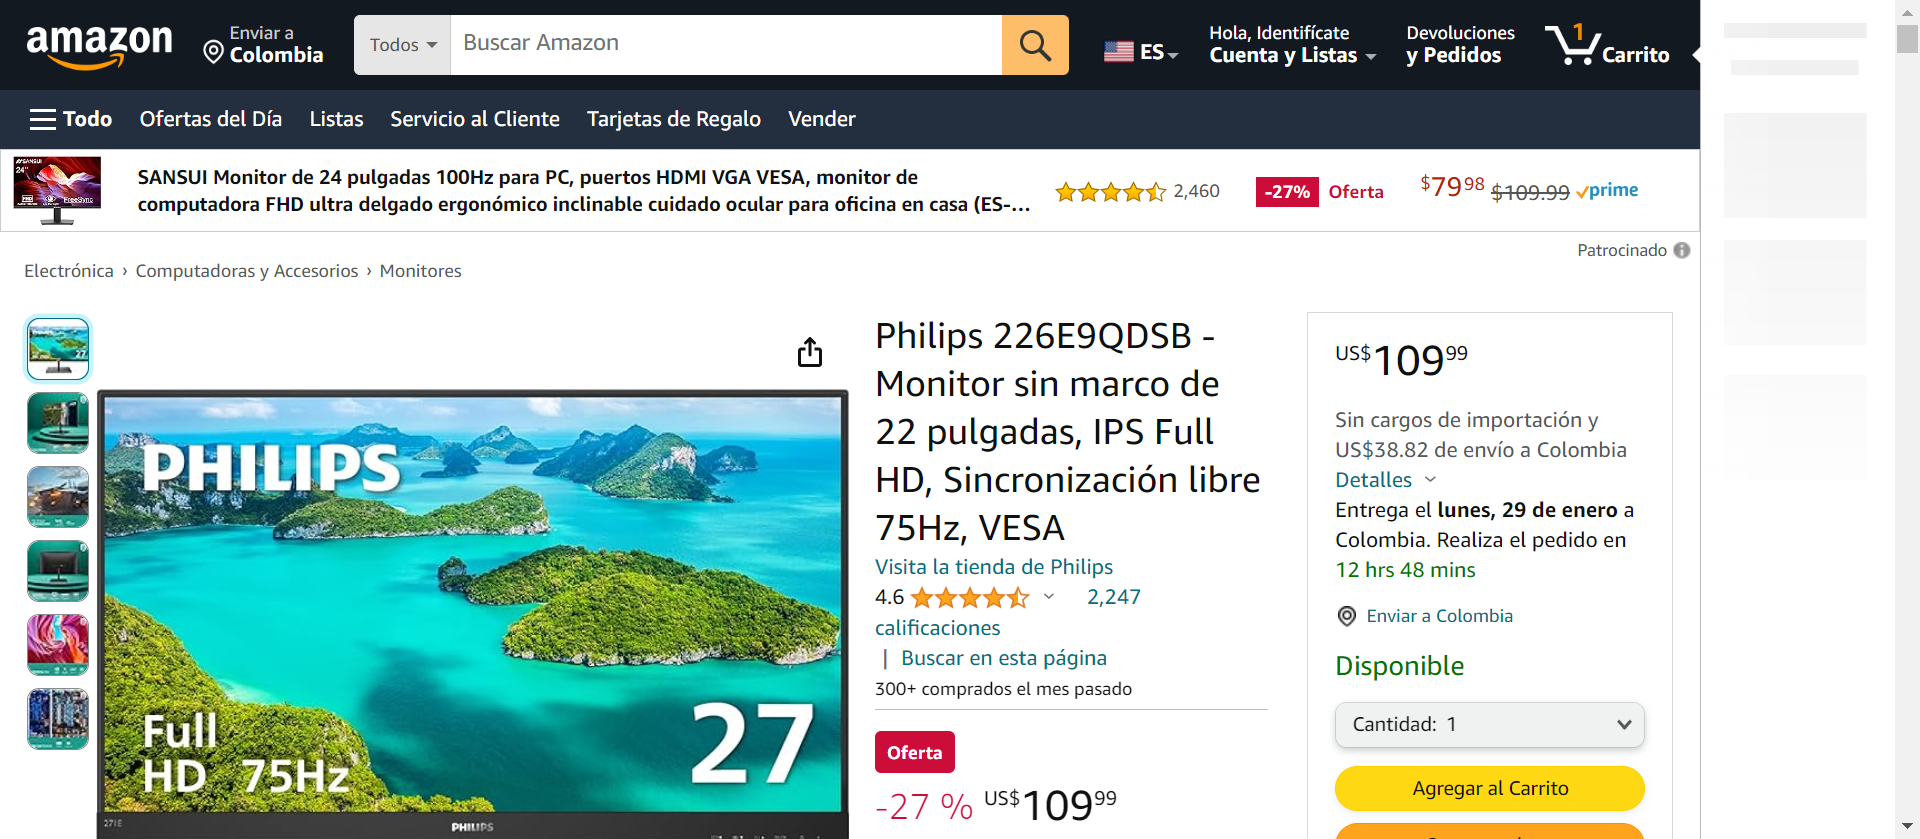 amazon
Enviar a
Colombia
Todos
Buscar Amazon
ES
Hola, Identifícate
Cuenta y Listas
Devoluciones
y Pedidos
1
Carrito
Todo
Ofertas del Día
Listas
Servicio al Cliente
Tarjetas de Regalo
Vender
SANSUI
24"
FreeSync
SANSUI Monitor de 24 pulgadas 100Hz para PC, puertos HDMI VGA VESA, monitor de
computadora FHD ultra delgado ergonómico inclinable cuidado ocular para oficina en casa (ES-...
2,460
-27%
Oferta
$79 98
$109.99
prime
Patrocinado
Electrónica › Computadoras y Accesorios › Monitores
27
PHILIPS
Full
HD 75Hz
27
271E
PHILIPS
Philips 226E9QDSB -
Monitor sin marco de
22 pulgadas, IPS Full
HD, Sincronización libre
75Hz, VESA
Visita la tienda de Philips
4.6
2,247
calificaciones
| Buscar en esta página
300+ comprados el mes pasado
Oferta
-27 % US$109 99
US$109 99
Sin cargos de importación y
US$38.82 de envío a Colombia
Detalles
Entrega el lunes, 29 de enero a
Colombia. Realiza el pedido en
12 hrs 48 mins
Enviar a Colombia
Disponible
Cantidad: 1
Agregar al Carrito